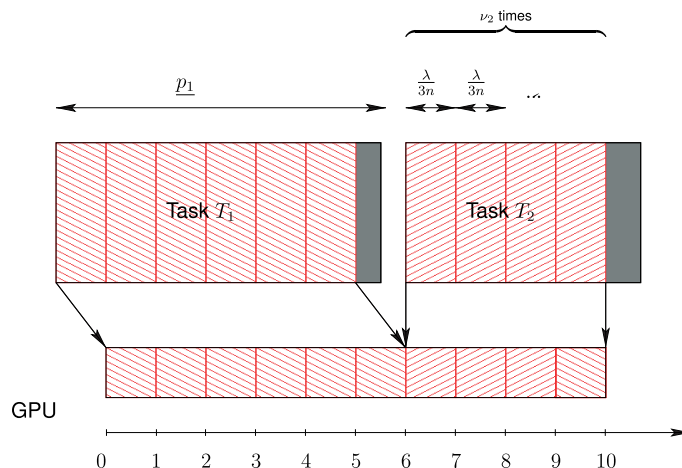 ν₂ times
p₁ λ/3n λ/3n
Task T₁ Task T₂
GPU
0 1 2 3 4 5 6 7 8 9 10